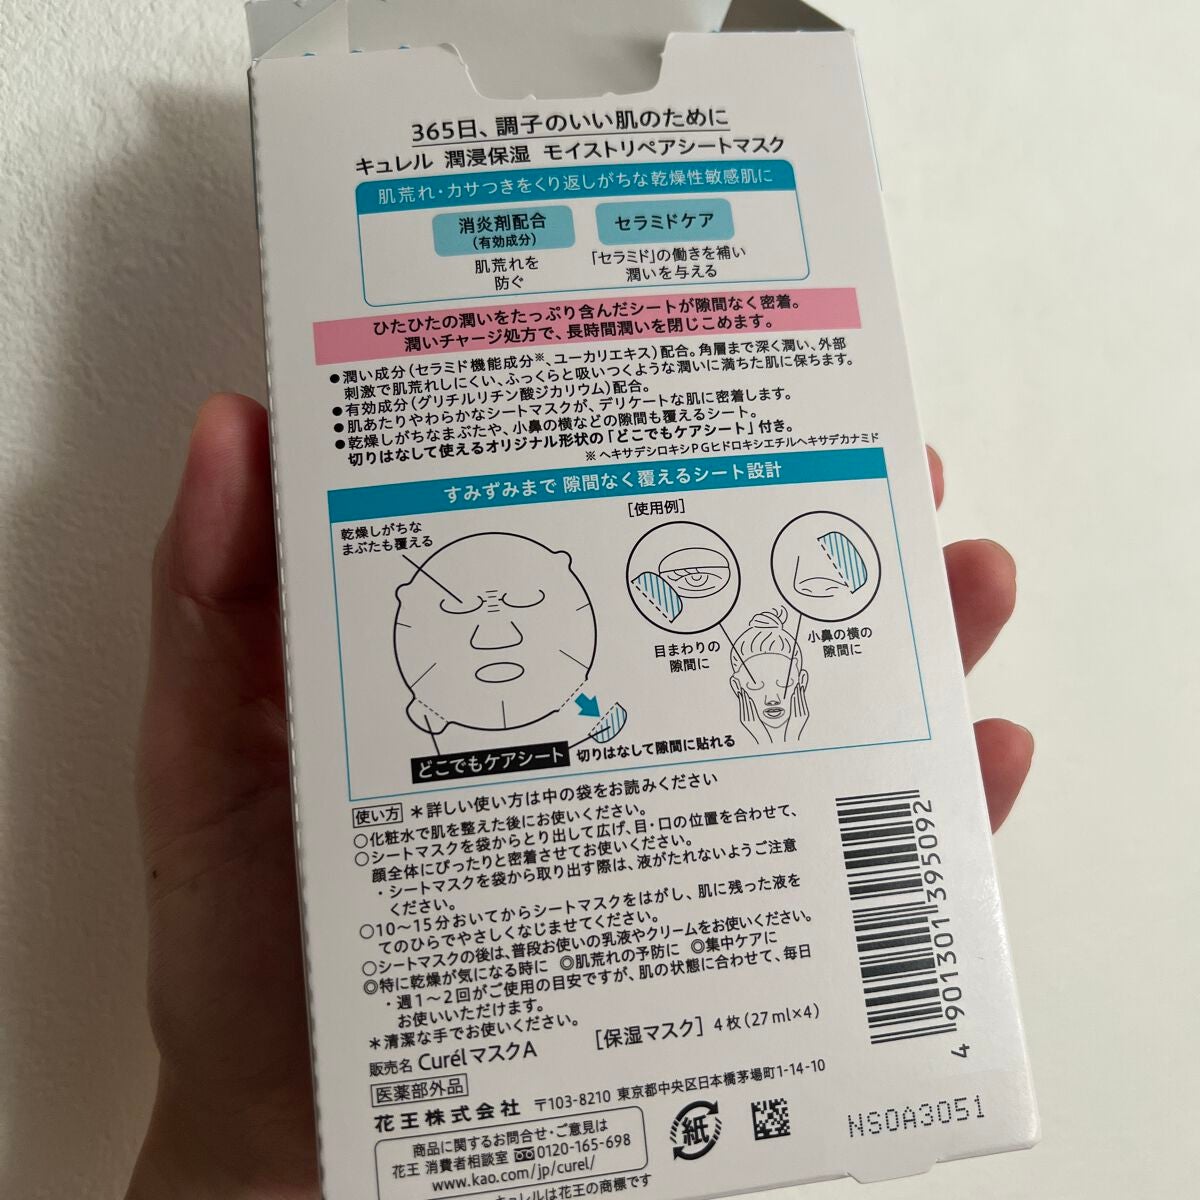 365日、調子のいい肌のために
キュレル 潤浸保湿 モイストリペアシートマスク
肌荒れ・カサつきをくり返しがちな乾燥性敏感肌に
消炎剤配合
(有効成分)
肌荒れを
防ぐ
セラミドケア
「セラミド」の働きを補い
潤いを与える
ひたひたの潤いをたっぷり含んだシートが隙間なく密着。
潤いチャージ処方で、長時間潤いを閉じこめます。
●潤い成分(セラミド機能成分※、ユーカリエキス)配合。角層まで深く潤い、外部
刺激で肌荒れしにくい、ふっくらと吸いつくような潤いに満ちた肌に保ちます。
●有効成分(グリチルリチン酸ジカリウム)配合。
●肌あたりやわらかなシートマスクが、デリケートな肌に密着します。
●乾燥しがちなまぶたや、小鼻の横などの隙間も覆えるシート。
切りはなして使えるオリジナル形状の「どこでもケアシート」付き。
※ヘキサデシロキシPGヒドロキシエチルヘキサデカナミド
すみずみまで 隙間なく覆えるシート設計
乾燥しがちな
まぶたも覆える
[使用例]
目まわりの
隙間に
小鼻の横の
隙間に
どこでもケアシート 切りはなして隙間に貼れる
使い方 *詳しい使い方は中の袋をお読みください
○化粧水で肌を整えた後にお使いください。
○シートマスクを袋からとり出して広げ、目・口の位置を合わせて、
顔全体にぴったりと密着させてお使いください。
・シートマスクを袋から取り出す際は、液がたれないようご注意
ください。
○10～15分おいてからシートマスクをはがし、肌に残った液を
てのひらでやさしくなじませてください。
○シートマスクの後は、普段お使いの乳液やクリームをお使いください。
◎特に乾燥が気になる時に ◎肌荒れの予防に ◎集中ケアに
・週1～2回がご使用の目安ですが、肌の状態に合わせて、毎日
お使いいただけます。
*清潔な手でお使いください。
販売名 CurélマスクA [保湿マスク] 4枚(27ml×4)
医薬部外品
花王株式会社 〒103-8210 東京都中央区日本橋茅場町1-14-10
商品に関するお問合せ・ご意見は
花王 消費者相談室 0120-165-698
www.kao.com/jp/curel/
キュレルは花王の商標です
紙
4 901301 395092
NSOA3051